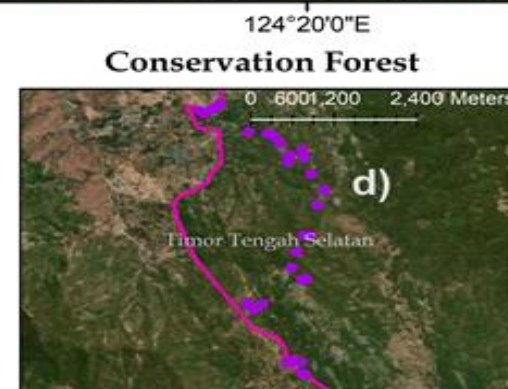 124°20'0"E
Conservation Forest
0 6001,200 2,400 Meters
d)
Timor Tengah Selatan